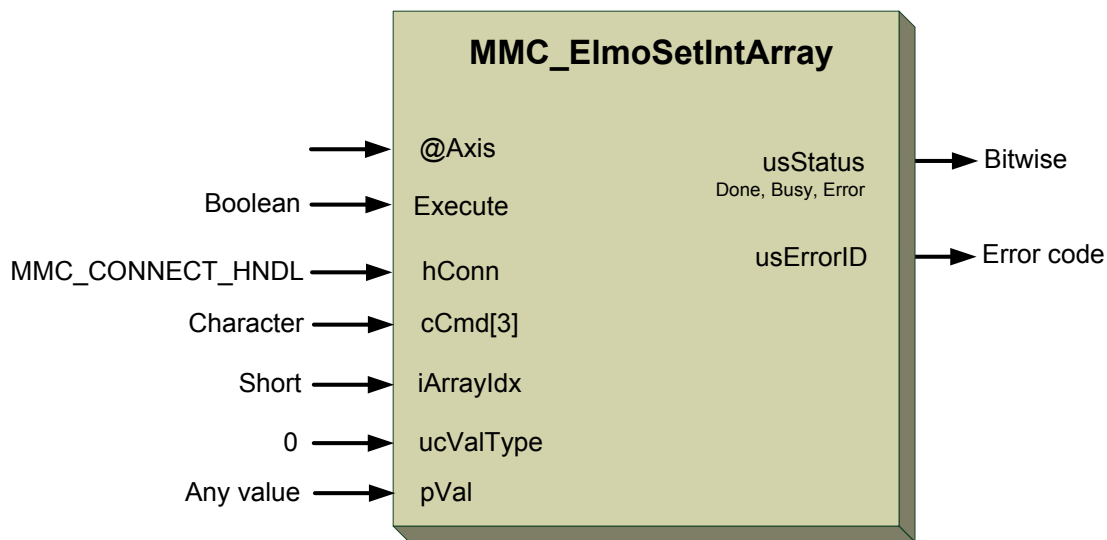 MMC_ElmoSetIntArray
@Axis
usStatus
Bitwise
Done, Busy, Error
Boolean
Execute
usErrorID
Error code
MMC_CONNECT_HNDL
hConn
Character
cCmd[3]
Short
iArrayIdx
0
ucValType
Any value
pVal